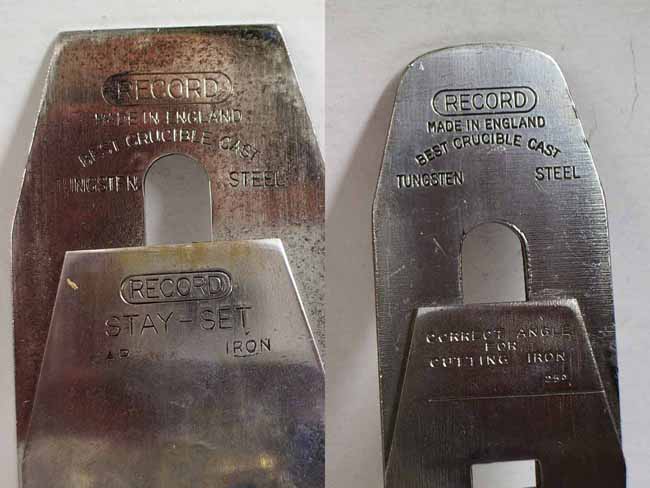 RECORD
MADE IN ENGLAND
BEST CRUCIBLE CAST
TUNGSTEN STEEL
RECORD
STAY-SET
IRON
RECORD
MADE IN ENGLAND
BEST CRUCIBLE CAST
TUNGSTEN STEEL
CORRECT ANGLE
FOR
CUTTING IRON
25º